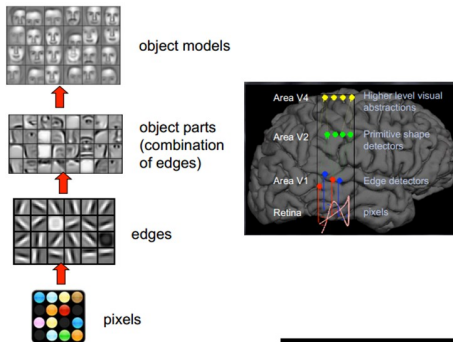 object models
object parts
(combination
of edges)
edges
pixels
Area V4
Higher level visual
abstractions
Area V2
Primitive shape
detectors
Area V1
Edge detectors
Retina
pixels